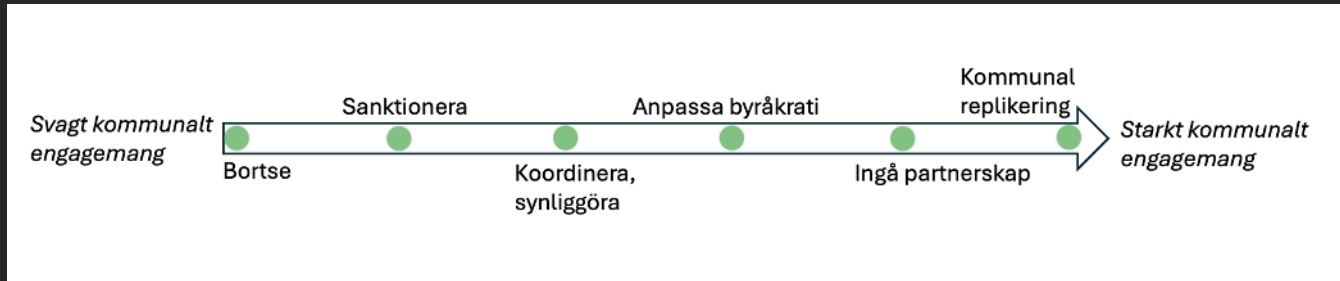 Svagt kommunalt
engagemang
Bortse
Sanktionera
Koordinera,
synliggöra
Anpassa byråkrati
Ingå partnerskap
Kommunal
replikering
Starkt kommunalt
engagemang